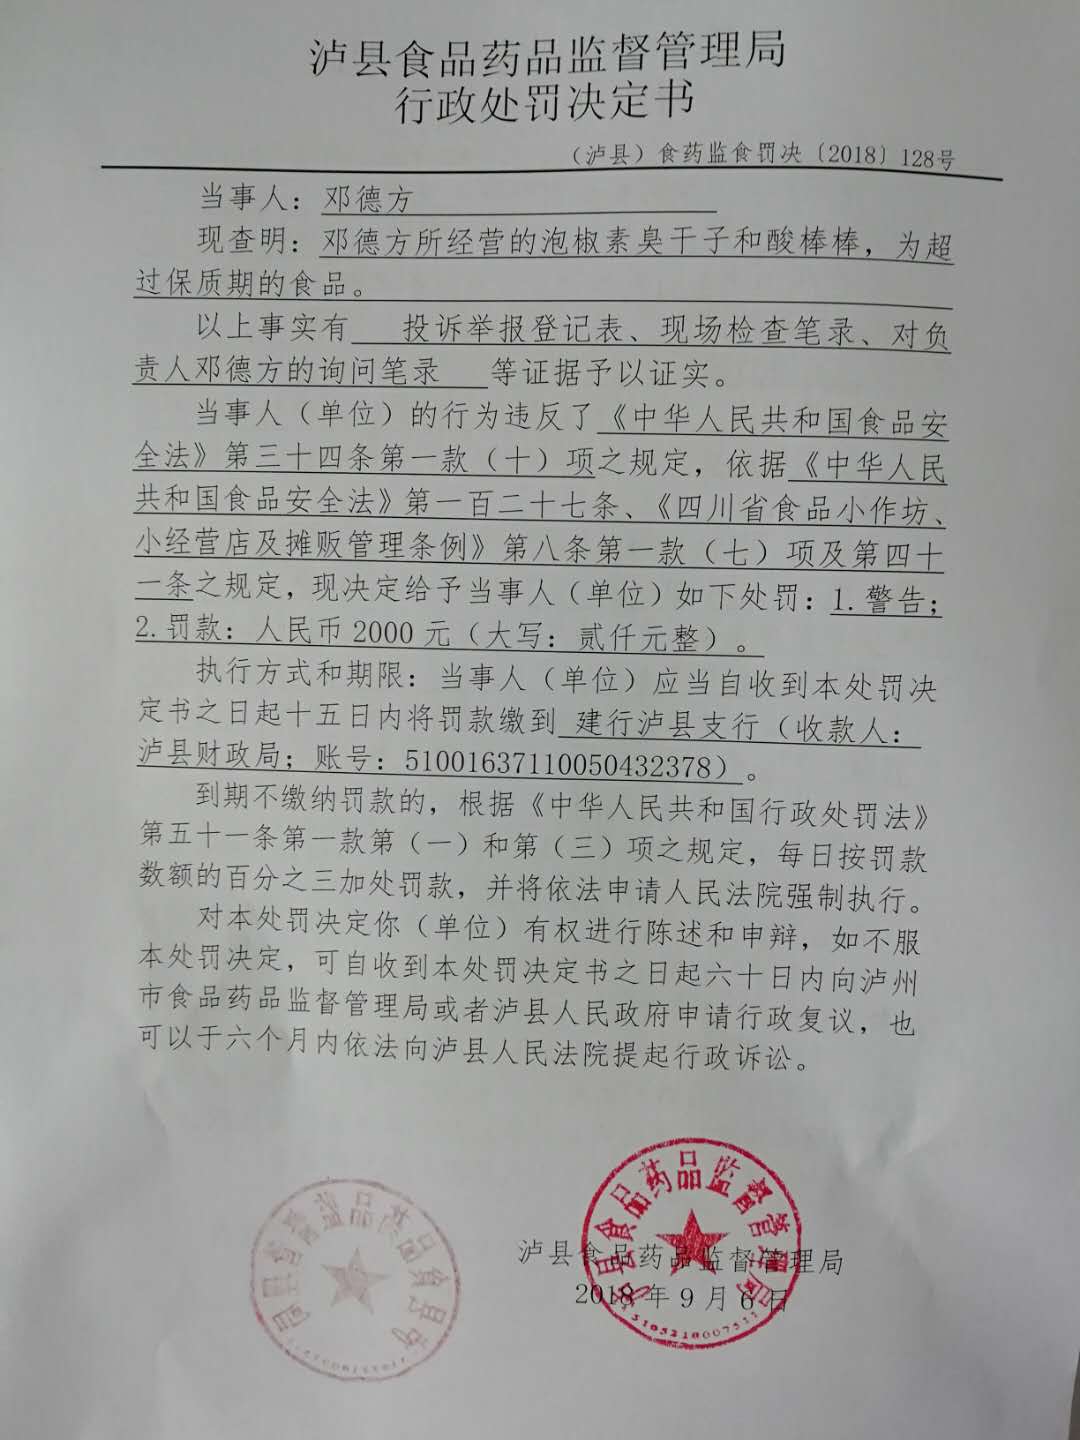 泸县食品药品监督管理局
行政处罚决定书
（泸县）食药监食罚决〔2018〕128号
当事人：邓德方
现查明：邓德方所经营的泡椒素臭干子和酸棒棒，为超
过保质期的食品。
以上事实有 投诉举报登记表、现场检查笔录、对负
责人邓德方的询问笔录 等证据予以证实。
当事人（单位）的行为违反了《中华人民共和国食品安
全法》第三十四条第一款（十）项之规定，依据《中华人民
共和国食品安全法》第一百二十七条、《四川省食品小作坊、
小经营店及摊贩管理条例》第八条第一款（七）项及第四十
一条之规定，现决定给予当事人（单位）如下处罚：1.警告；
2.罚款：人民币2000元（大写：贰仟元整）。
执行方式和期限：当事人（单位）应当自收到本处罚决
定书之日起十五日内将罚款缴到 建行泸县支行（收款人：
泸县财政局；账号：51001637110050432378）。
到期不缴纳罚款的，根据《中华人民共和国行政处罚法》
第五十一条第一款第（一）和第（三）项之规定，每日按罚款
数额的百分之三加处罚款，并将依法申请人民法院强制执行。
对本处罚决定你（单位）有权进行陈述和申辩，如不服
本处罚决定，可自收到本处罚决定书之日起六十日内向泸州
市食品药品监督管理局或者泸县人民政府申请行政复议，也
可以于六个月内依法向泸县人民法院提起行政诉讼。
泸县食品药品监督管理局
泸县食品药品监督管理局
2018年9月6日